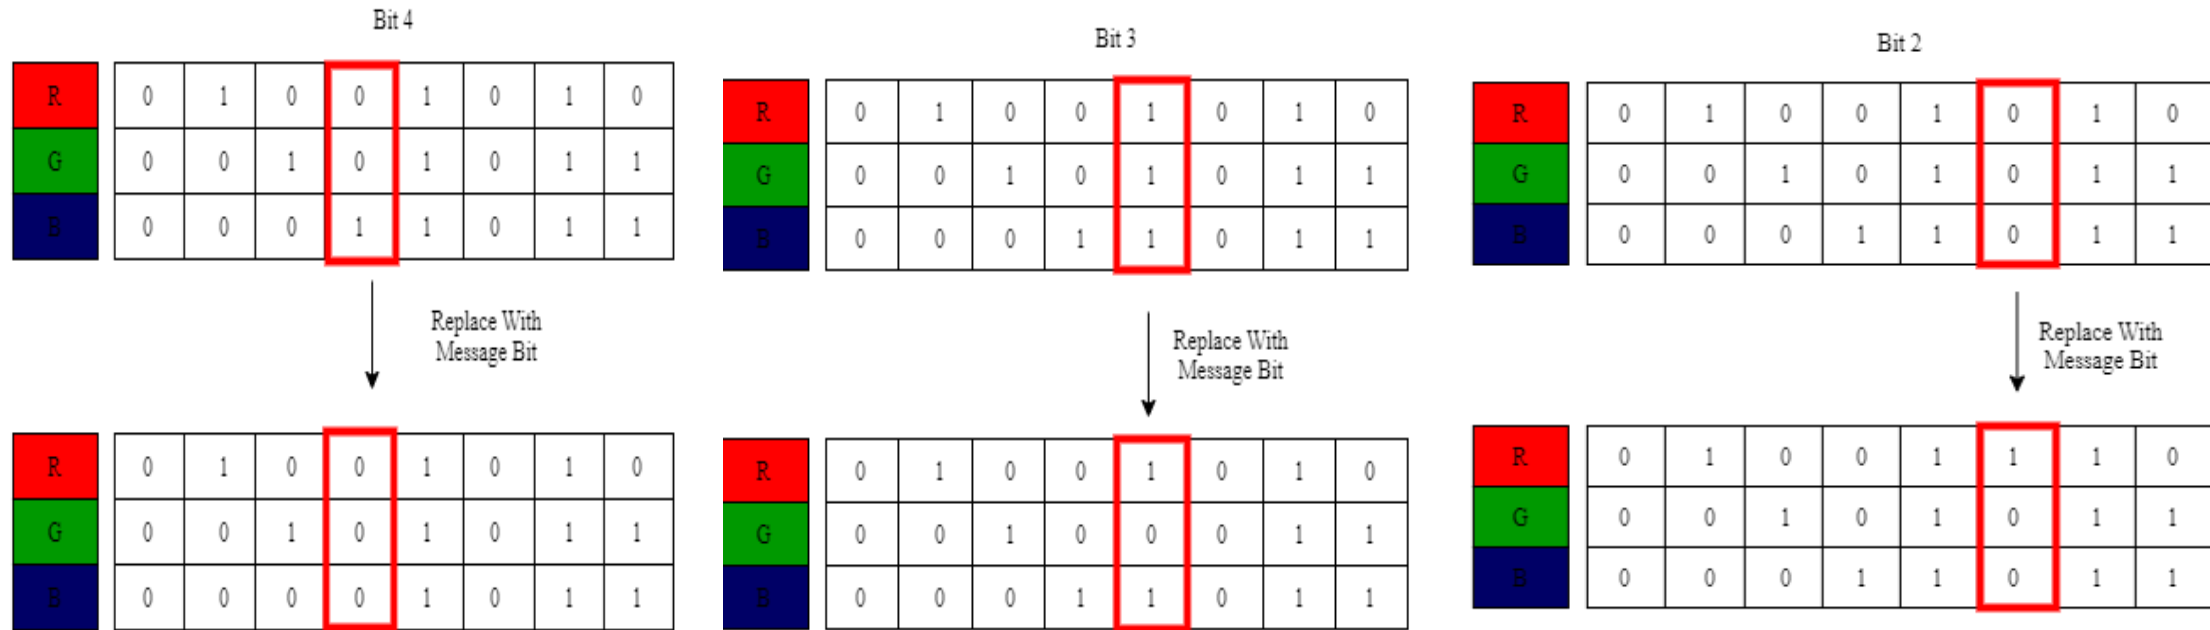 Bit 4
R 0 1 0 0 1 0 1 0
G 0 0 1 0 1 0 1 1
B 0 0 0 1 1 0 1 1
Replace With
Message Bit
R 0 1 0 0 1 0 1 0
G 0 0 1 0 1 0 1 1
B 0 0 0 0 1 0 1 1
Bit 3
R 0 1 0 0 1 0 1 0
G 0 0 1 0 1 0 1 1
B 0 0 0 1 1 0 1 1
Replace With
Message Bit
R 0 1 0 0 1 0 1 0
G 0 0 1 0 0 0 1 1
B 0 0 0 1 1 0 1 1
Bit 2
R 0 1 0 0 1 0 1 0
G 0 0 1 0 1 0 1 1
B 0 0 0 1 1 0 1 1
Replace With
Message Bit
R 0 1 0 0 1 1 1 0
G 0 0 1 0 1 0 1 1
B 0 0 0 1 1 0 1 1